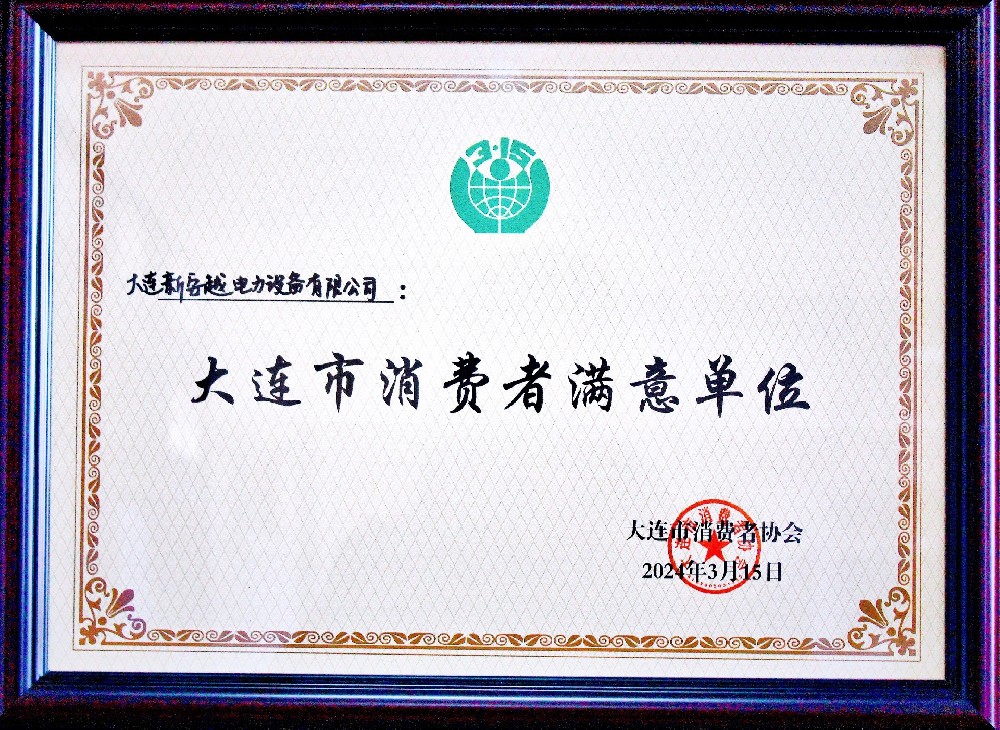 3·15
大连新岳越电力设备有限公司：
大连市消费者满意单位
大连市消费者协会
2024年3月15日